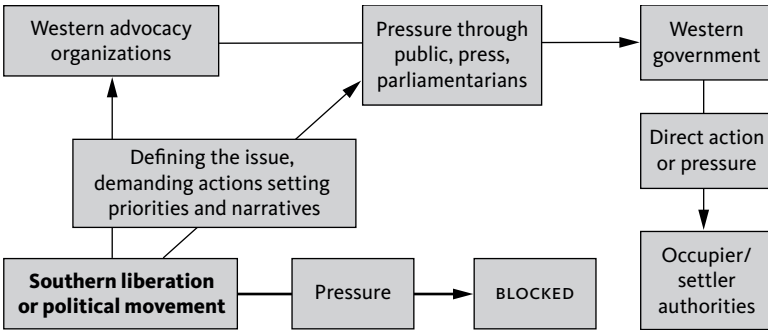 Western advocacy
organizations
Pressure through
public, press,
parliamentarians
Western
government
Direct action
or pressure
Defining the issue,
demanding actions setting
priorities and narratives
Southern liberation
or political movement
Pressure
BLOCKED
Occupier/
settler
authorities